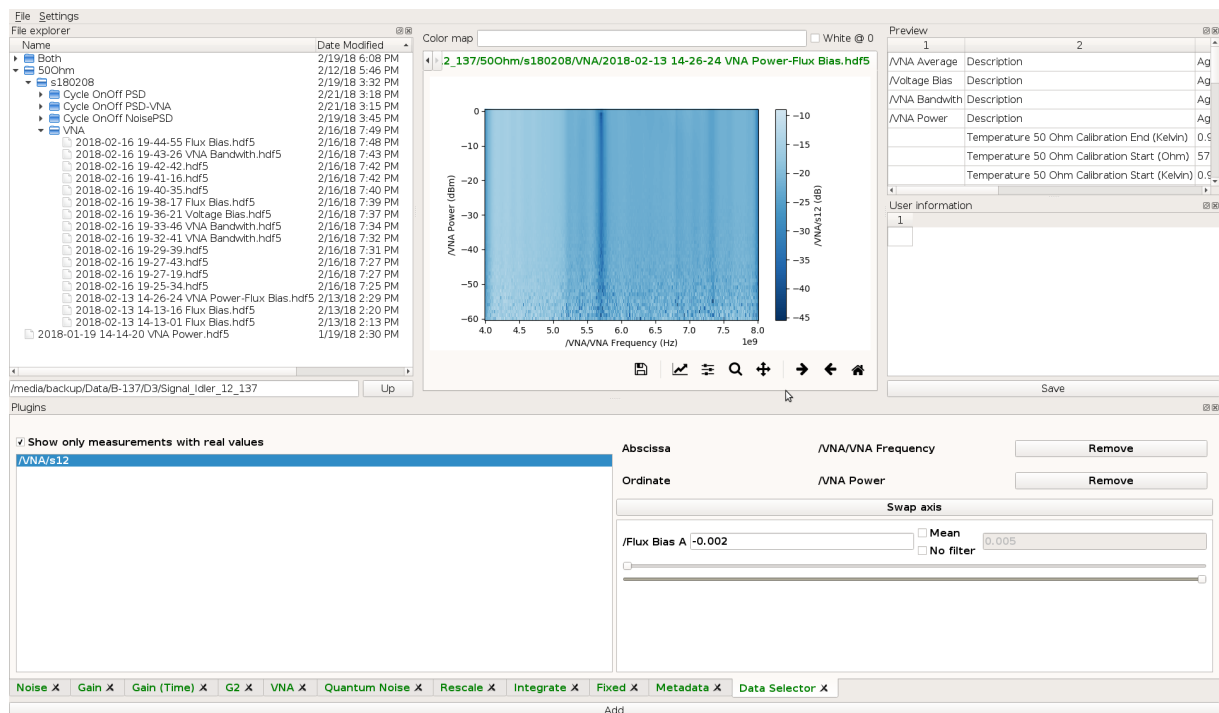 File Settings
File explorer
Name Date Modified
Both 2/19/18 6:08 PM
50Ohm 2/12/18 5:46 PM
s180208 2/19/18 3:32 PM
Cycle OnOff PSD 2/21/18 3:18 PM
Cycle OnOff PSD-VNA 2/21/18 3:15 PM
Cycle OnOff NoisePSD 2/19/18 3:45 PM
VNA 2/16/18 7:49 PM
2018-02-16 19-44-55 Flux Bias.hdf5 2/16/18 7:48 PM
2018-02-16 19-43-26 VNA Bandwith.hdf5 2/16/18 7:43 PM
2018-02-16 19-42-42.hdf5 2/16/18 7:42 PM
2018-02-16 19-41-16.hdf5 2/16/18 7:42 PM
2018-02-16 19-40-35.hdf5 2/16/18 7:40 PM
2018-02-16 19-38-17 Flux Bias.hdf5 2/16/18 7:39 PM
2018-02-16 19-36-21 Voltage Bias.hdf5 2/16/18 7:37 PM
2018-02-16 19-33-46 VNA Bandwith.hdf5 2/16/18 7:34 PM
2018-02-16 19-32-41 VNA Bandwith.hdf5 2/16/18 7:32 PM
2018-02-16 19-29-39.hdf5 2/16/18 7:31 PM
2018-02-16 19-27-43.hdf5 2/16/18 7:27 PM
2018-02-16 19-27-19.hdf5 2/16/18 7:27 PM
2018-02-16 19-25-34.hdf5 2/16/18 7:25 PM
2018-02-13 14-26-24 VNA Power-Flux Bias.hdf5 2/13/18 2:29 PM
2018-02-13 14-13-16 Flux Bias.hdf5 2/13/18 2:20 PM
2018-02-13 14-13-01 Flux Bias.hdf5 2/13/18 2:13 PM
2018-01-19 14-14-20 VNA Power.hdf5 1/19/18 2:30 PM
/media/backup/Data/B-137/D3/Signal_Idler_12_137 Up
Color map White @ 0
12_137/50Ohm/s180208/VNA/2018-02-13 14-26-24 VNA Power-Flux Bias.hdf5
0
−10
−20
−30
−40
−50
−60
/VNA Power (dBm)
4.0 4.5 5.0 5.5 6.0 6.5 7.0 7.5 8.0
/VNA/VNA Frequency (Hz) 1e9
−10
−15
−20
−25
−30
−35
−40
−45
/VNA/s12 (dB)
Preview
1 2
/VNA Average Description Ag
/Voltage Bias Description Ag
/VNA Bandwith Description Ag
/VNA Power Description Ag
Temperature 50 Ohm Calibration End (Kelvin) 0.9
Temperature 50 Ohm Calibration Start (Ohm) 57
Temperature 50 Ohm Calibration Start (Kelvin) 0.9
User information
1
Save
Plugins
Show only measurements with real values
/VNA/s12
Abscissa /VNA/VNA Frequency Remove
Ordinate /VNA Power Remove
Swap axis
/Flux Bias A -0.002 Mean
No filter 0.005
Noise Gain Gain (Time) G2 VNA Quantum Noise Rescale Integrate Fixed Metadata Data Selector
Add